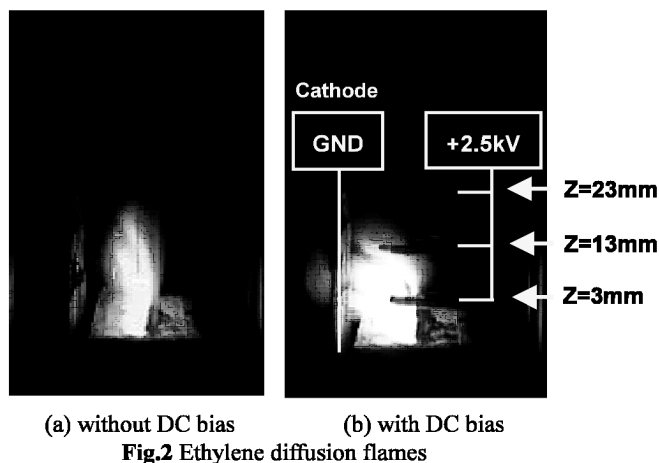 Cathode
GND
+2.5kV
Z=23mm
Z=13mm
Z=3mm
(a) without DC bias
(b) with DC bias
Fig.2 Ethylene diffusion flames